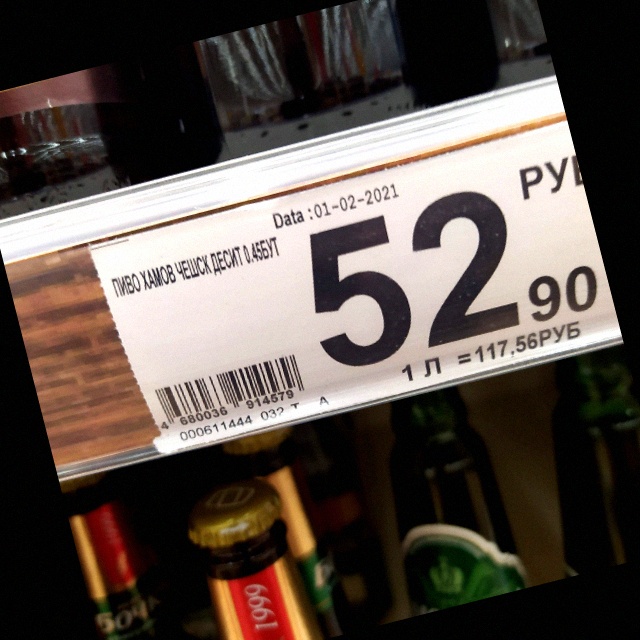 Data :01-02-2021
ПИВО ХАМОВ ЧЕШСК ДЕСИТ 0.45БУТ
52 90
РУБ
1 Л =117,56РУБ
4 680036 914579
000611444 032 Т А
1999